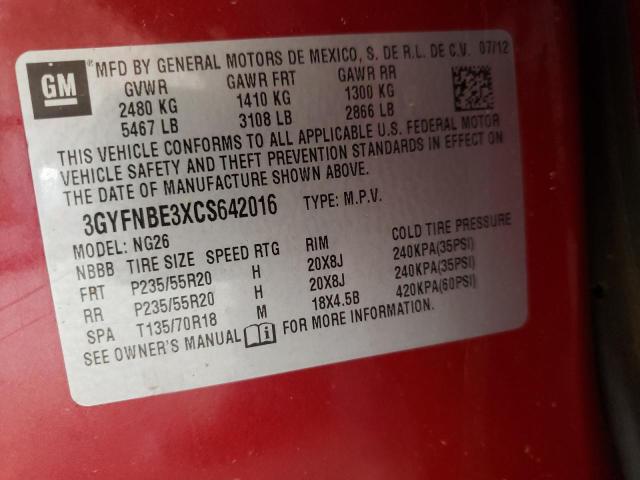 GM ® MFD BY GENERAL MOTORS DE MEXICO, S. DE R.L. DE C.V. 07/12
GVWR GAWR FRT GAWR RR
2480 KG 1410 KG 1300 KG
5467 LB 3108 LB 2866 LB
THIS VEHICLE CONFORMS TO ALL APPLICABLE U.S. FEDERAL MOTOR
VEHICLE SAFETY AND THEFT PREVENTION STANDARDS IN EFFECT ON
THE DATE OF MANUFACTURE SHOWN ABOVE.
3GYFNBE3XCS642016 TYPE: M.P.V.
MODEL: NG26
NBBB TIRE SIZE SPEED RTG RIM COLD TIRE PRESSURE
FRT P235/55R20 H 20X8J 240KPA(35PSI)
RR P235/55R20 H 20X8J 240KPA(35PSI)
SPA T135/70R18 M 18X4.5B 420KPA(60PSI)
SEE OWNER'S MANUAL FOR MORE INFORMATION.